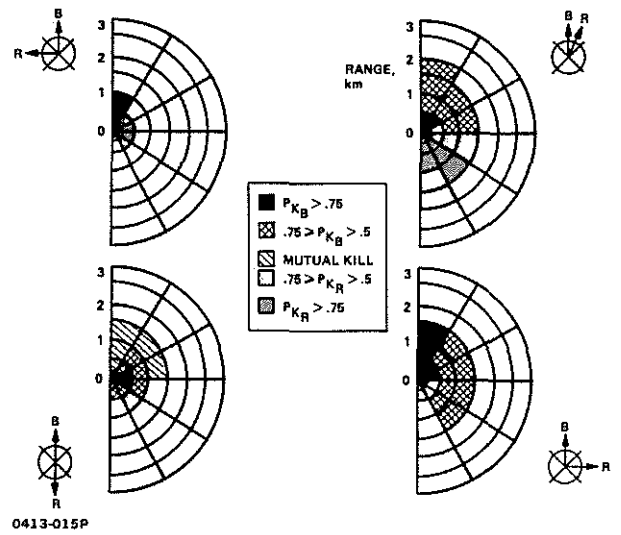 B
R
3
2
1
0
B
R
RANGE,
km
3
2
1
0
P_KB > .75
.75 ≥ P_KB > .5
MUTUAL KILL
.75 ≥ P_KR > .5
P_KR > .75
3
2
1
0
B
R
3
2
1
0
B
R
0413-015P